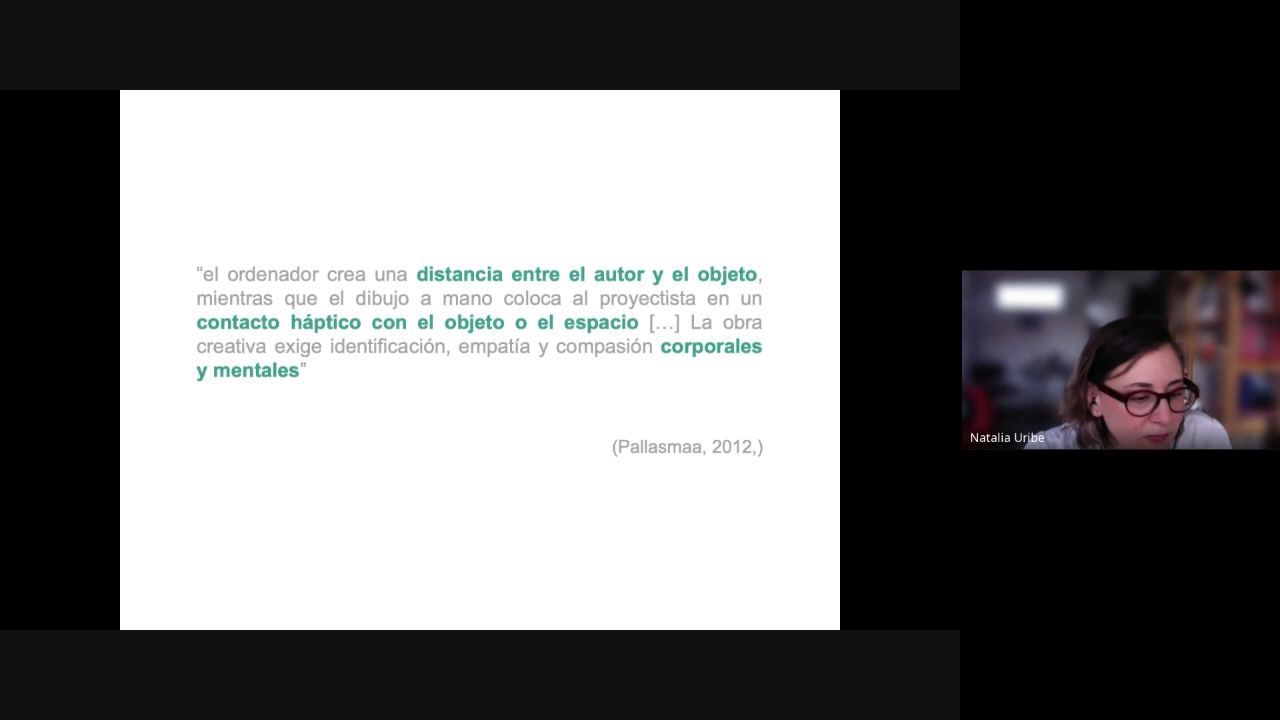 “el ordenador crea una distancia entre el autor y el objeto,
mientras que el dibujo a mano coloca al proyectista en un
contacto háptico con el objeto o el espacio […] La obra
creativa exige identificación, empatía y compasión corporales
y mentales”
(Pallasmaa, 2012,)
Natalia Uribe